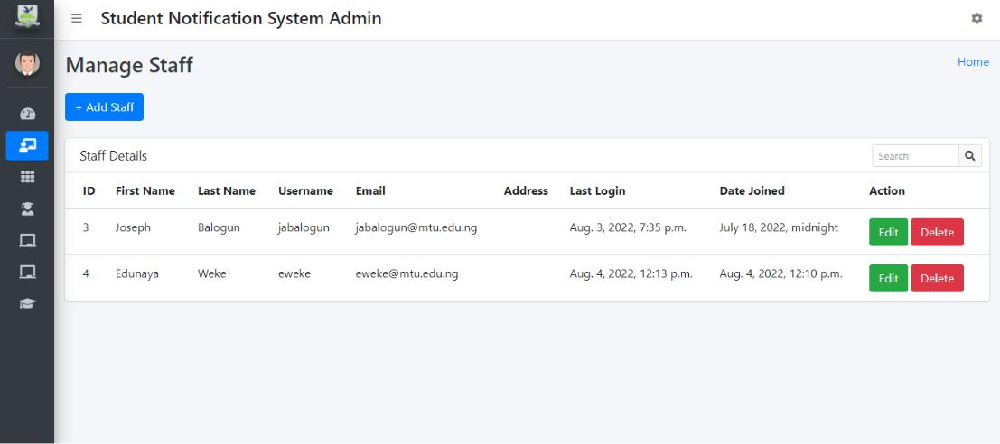 Student Notification System Admin
Manage Staff
Home
+ Add Staff
Staff Details
Search
ID First Name Last Name Username Email Address Last Login Date Joined Action
3 Joseph Balogun jabalogun jabalogun@mtu.edu.ng Aug. 3, 2022, 7:35 p.m. July 18, 2022, midnight Edit Delete
4 Edunaya Weke eweke eweke@mtu.edu.ng Aug. 4, 2022, 12:13 p.m. Aug. 4, 2022, 12:10 p.m. Edit Delete